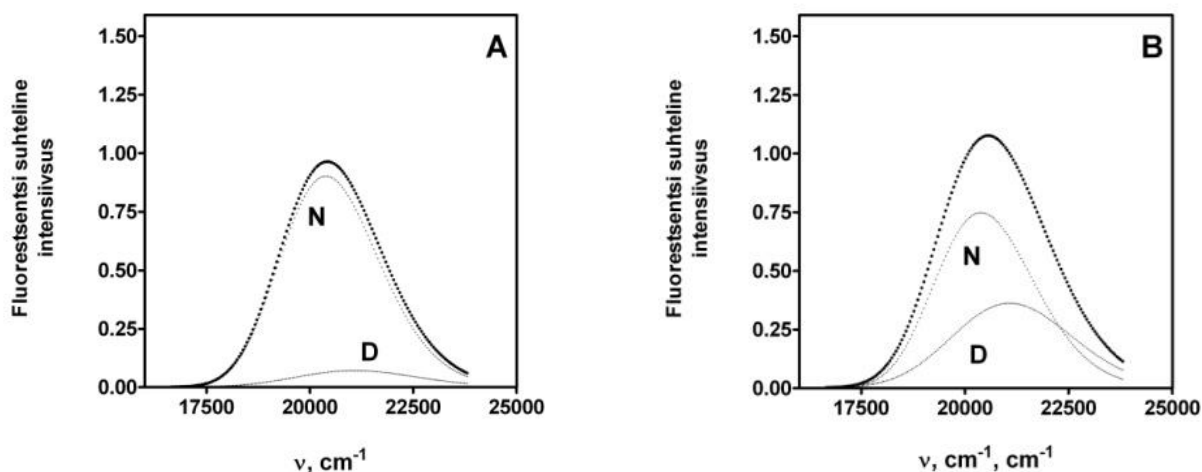 Fluorestsentsi suhteline
intensiivsus
1.50
1.25
1.00
0.75
0.50
0.25
0.00
A
N
D
17500 20000 22500 25000
ν, cm-1
Fluorestsentsi suhteline
intensiivsus
1.50
1.25
1.00
0.75
0.50
0.25
0.00
B
N
D
17500 20000 22500 25000
ν, cm-1, cm-1